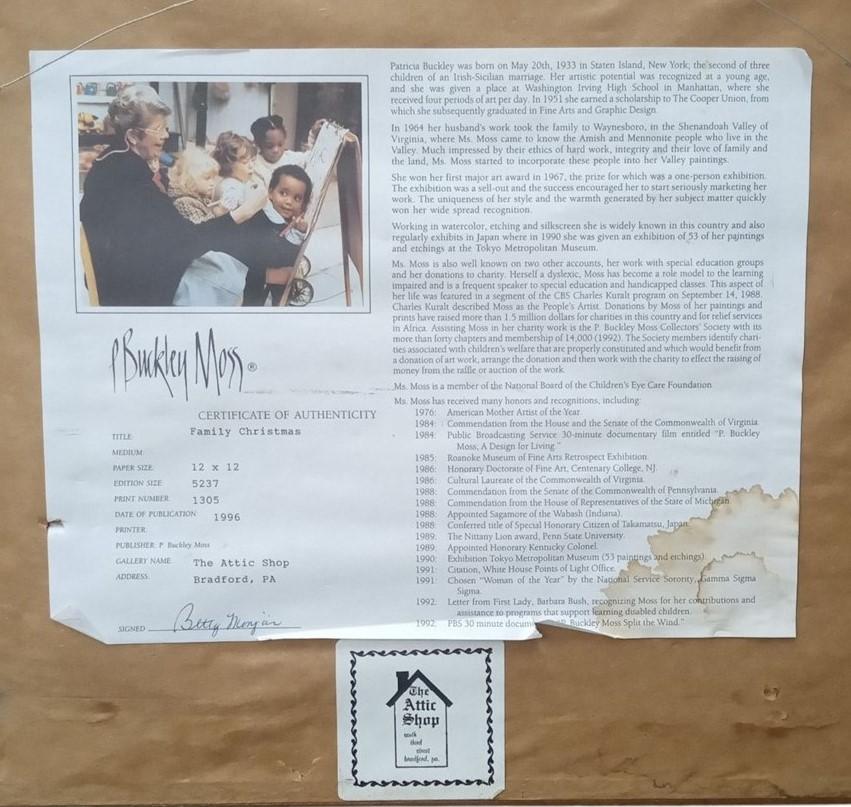 Patricia Buckley was born on May 20th, 1933 in Staten Island, New York; the second of three
children of an Irish-Sicilian marriage. Her artistic potential was recognized at a young age,
and she was given a place at Washington Irving High School in Manhattan, where she
received four periods of art per day. In 1951 she earned a scholarship to The Cooper Union, from
which she subsequently graduated in Fine Arts and Graphic Design.
In 1964 her husband's work took the family to Waynesboro, in the Shenandoah Valley of
Virginia, where Ms. Moss came to know the Amish and Mennonite people who live in the
Valley. Much impressed by their ethics of hard work, integrity and their love of family and
the land, Ms. Moss started to incorporate these people into her Valley paintings.
She won her first major art award in 1967, the prize for which was a one-person exhibition.
The exhibition was a sell-out and the success encouraged her to start seriously marketing her
work. The uniqueness of her style and the warmth generated by her subject matter quickly
won her wide spread recognition.
Working in watercolor, etching and silkscreen she is widely known in this country and also
regularly exhibits in Japan where in 1990 she was given an exhibition of 53 of her paintings
and etchings at the Tokyo Metropolitan Museum.
Ms. Moss is also well known on two other accounts, her work with special education groups
and her donations to charity. Herself a dyslexic, Moss has become a role model to the learning
impaired and is a frequent speaker to special education and handicapped classes. This aspect of
her life was featured in a segment of the CBS Charles Kuralt program on September 14, 1988.
Charles Kuralt described Moss as the People's Artist. Donations by Moss of her paintings and
prints have raised more than 1.5 million dollars for charities in this country and for relief services
in Africa. Assisting Moss in her charity work is the P. Buckley Moss Collectors' Society with its
more than forty chapters and membership of 14,000 (1992). The Society members identify chari-
ties associated with children's welfare that are properly constituted and which would benefit from
a donation of art work, arrange the donation and then work with the charity to effect the raising of
money from the raffle or auction of the work.
Ms. Moss is a member of the National Board of the Children's Eye Care Foundation.
Ms. Moss has received many honors and recognitions, including:
1976: American Mother Artist of the Year.
1984: Commendation from the House and the Senate of the Commonwealth of Virginia.
1984: Public Broadcasting Service 30-minute documentary film entitled "P. Buckley
Moss, A Design for Living."
1985: Roanoke Museum of Fine Arts Retrospect Exhibition.
1986: Honorary Doctorate of Fine Art, Centenary College, NJ.
1986: Cultural Laureate of the Commonwealth of Virginia.
1988: Commendation from the Senate of the Commonwealth of Pennsylvania.
1988: Commendation from the House of Representatives of the State of Michigan.
1988: Appointed Sagamore of the Wabash (Indiana).
1988: Conferred title of Special Honorary Citizen of Takamatsu, Japan.
1989: The Nittany Lion award, Penn State University.
1989: Appointed Honorary Kentucky Colonel.
1990: Exhibition Tokyo Metropolitan Museum (53 paintings and etchings).
1991: Citation, White House Points of Light Office.
1991: Chosen "Woman of the Year" by the National Service Sorority, Gamma Sigma
Sigma.
1992: Letter from First Lady, Barbara Bush, recognizing Moss for her contributions and
assistance to programs that support learning disabled children.
1992: PBS 30 minute docum Buckley Moss Split the Wind."
P Buckley Moss®
CERTIFICATE OF AUTHENTICITY
TITLE: Family Christmas
MEDIUM:
PAPER SIZE: 12 x 12
EDITION SIZE: 5237
PRINT NUMBER: 1305
DATE OF PUBLICATION: 1996
PRINTER:
PUBLISHER: P. Buckley Moss
GALLERY NAME: The Attic Shop
ADDRESS: Bradford, PA
SIGNED Betty
The
Attic
Shop
third
street
bradford, pa.